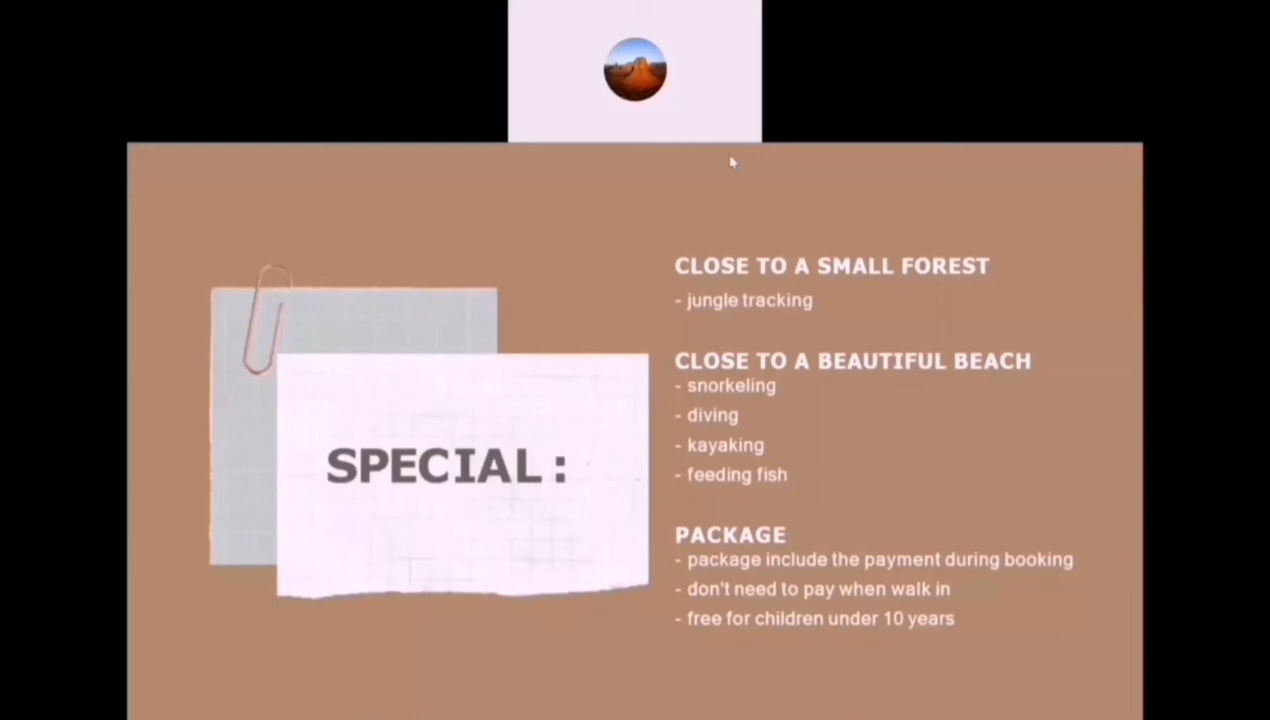 SPECIAL :
CLOSE TO A SMALL FOREST
- jungle tracking
CLOSE TO A BEAUTIFUL BEACH
- snorkeling
- diving
- kayaking
- feeding fish
PACKAGE
- package include the payment during booking
- don't need to pay when walk in
- free for children under 10 years